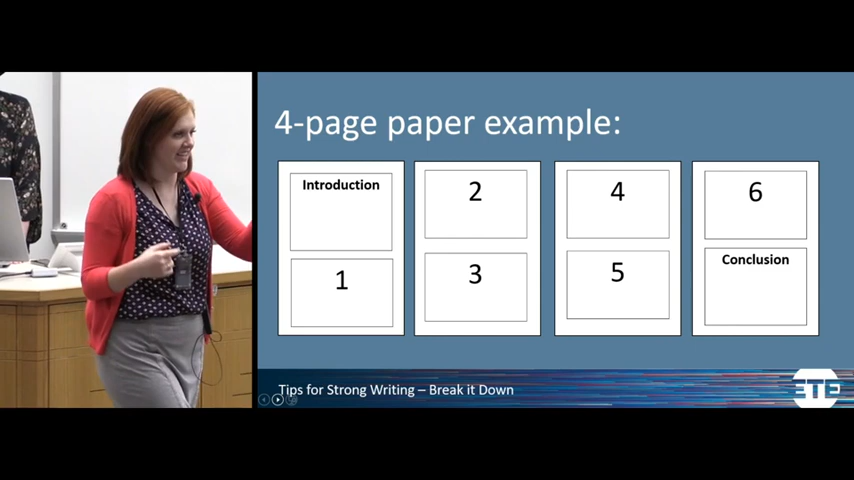 4-page paper example:
Introduction
1
2
3
4
5
6
Conclusion
Tips for Strong Writing – Break it Down
ETE